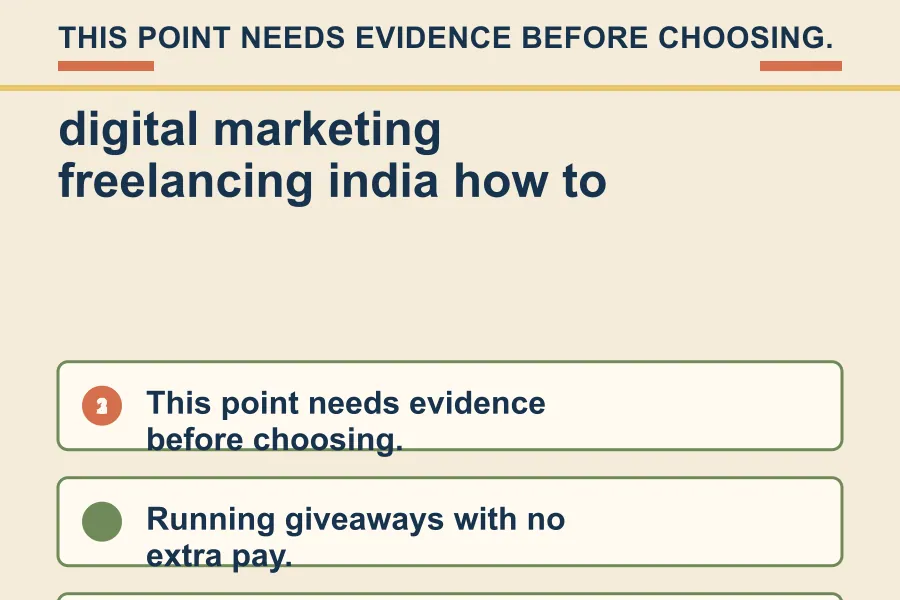 THIS POINT NEEDS EVIDENCE BEFORE CHOOSING.
digital marketing
freelancing india how to
This point needs evidence
before choosing.
Running giveaways with no
extra pay.